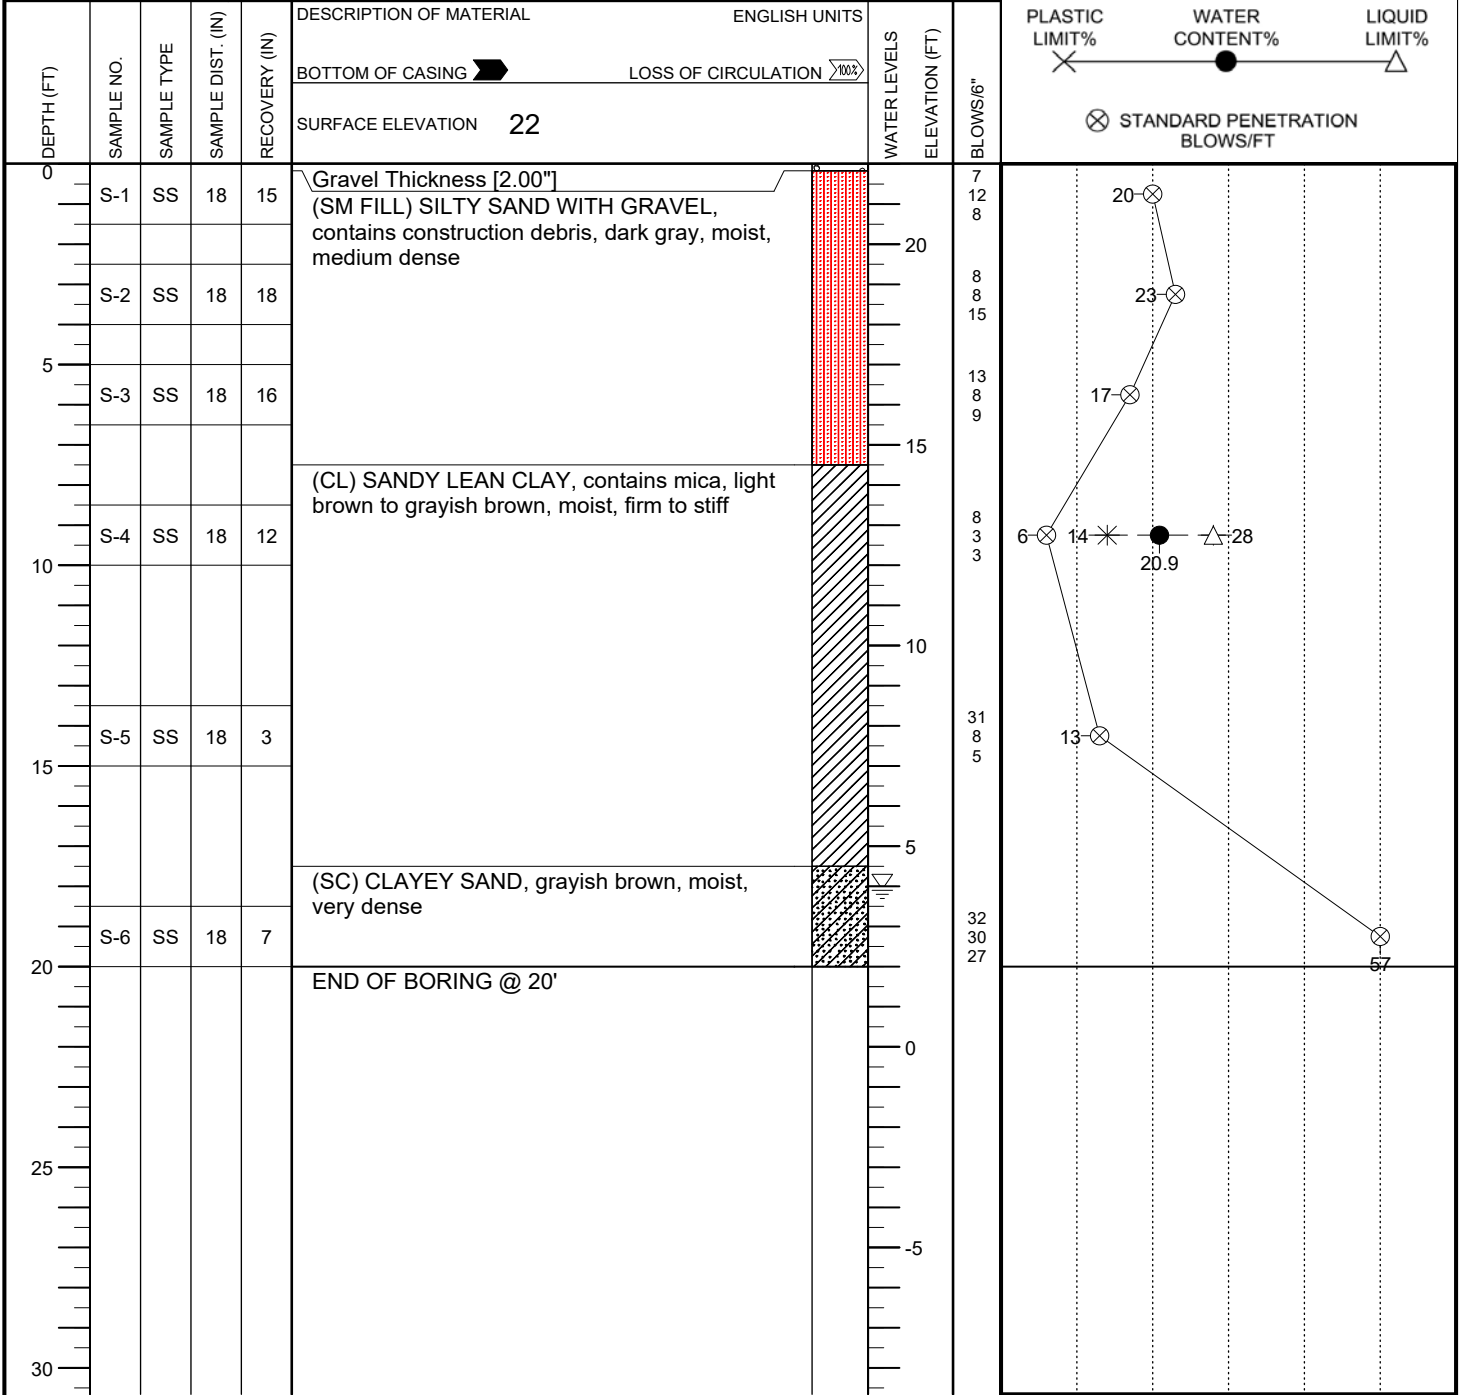 DEPTH (FT)
SAMPLE NO.
SAMPLE TYPE
SAMPLE DIST. (IN)
RECOVERY (IN)
DESCRIPTION OF MATERIAL ENGLISH UNITS
BOTTOM OF CASING LOSS OF CIRCULATION 100%
SURFACE ELEVATION 22
WATER LEVELS
ELEVATION (FT)
BLOWS/6"
PLASTIC LIMIT%
WATER CONTENT%
LIQUID LIMIT%
STANDARD PENETRATION
BLOWS/FT
0
S-1 SS 18 15
Gravel Thickness [2.00"]
(SM FILL) SILTY SAND WITH GRAVEL,
contains construction debris, dark gray, moist,
medium dense
7
12
8
20
20
S-2 SS 18 18
8
8
15
23
5
S-3 SS 18 16
13
8
9
17
15
(CL) SANDY LEAN CLAY, contains mica, light
brown to grayish brown, moist, firm to stiff
S-4 SS 18 12
8
3
3
6 14 28
20.9
10
10
S-5 SS 18 3
31
8
5
13
15
5
(SC) CLAYEY SAND, grayish brown, moist,
very dense
S-6 SS 18 7
32
30
27
57
20
END OF BORING @ 20'
0
25
-5
30